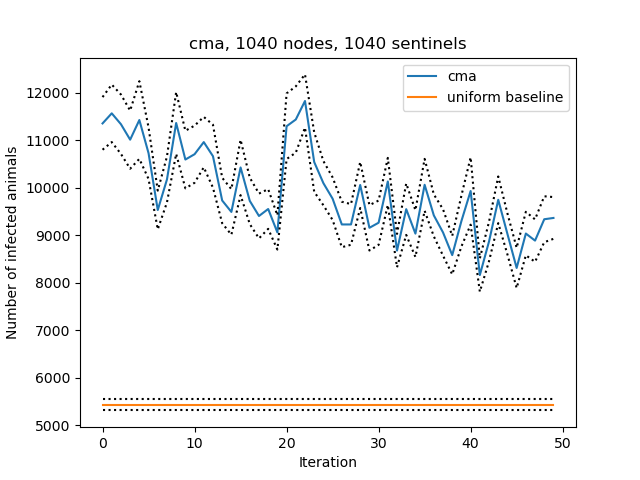 cma, 1040 nodes, 1040 sentinels
cma
uniform baseline
Number of infected animals
12000
11000
10000
9000
8000
7000
6000
5000
0 10 20 30 40 50
Iteration